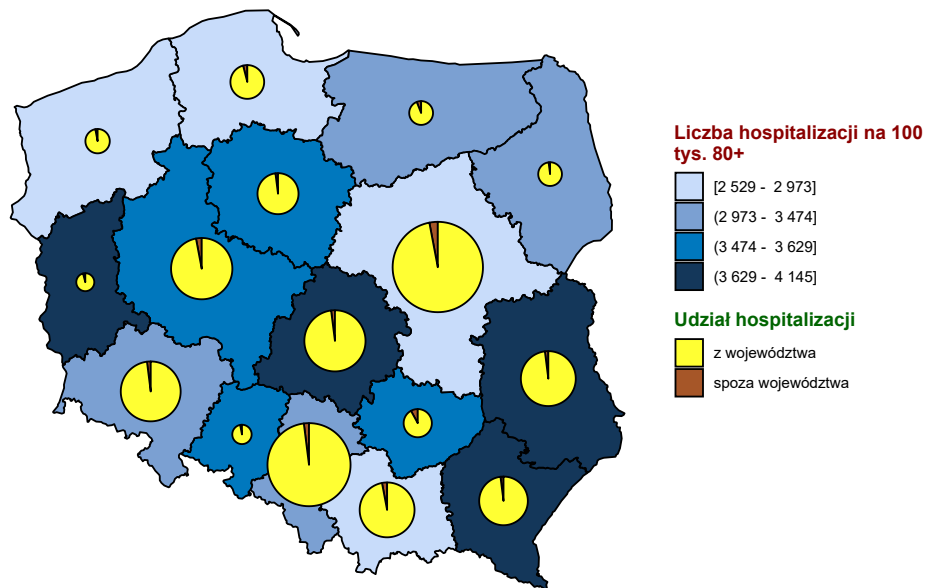 Liczba hospitalizacji na 100
tys. 80+
[2 529 - 2 973]
(2 973 - 3 474]
(3 474 - 3 629]
(3 629 - 4 145]
Udział hospitalizacji
z województwa
spoza województwa